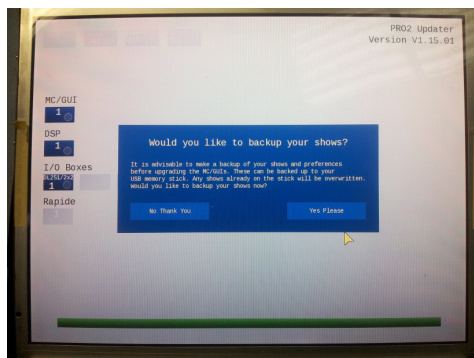 PRO2 Updater
Version V1.15.01
MC/GUI
1
DSP
1
I/O Boxes
1
Rapide
1
Would you like to backup your shows?
It is advisable to make a backup of your shows and preferences
before upgrading the MC/GUIs. These can be backed up to your
USB memory stick. Any shows already on the stick will be overwritten.
Would you like to backup your shows now?
No Thank You
Yes Please